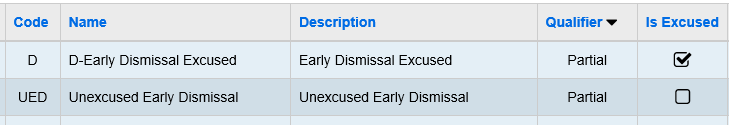 Code Name Description Qualifier Is Excused
D D-Early Dismissal Excused Early Dismissal Excused Partial
UED Unexcused Early Dismissal Unexcused Early Dismissal Partial